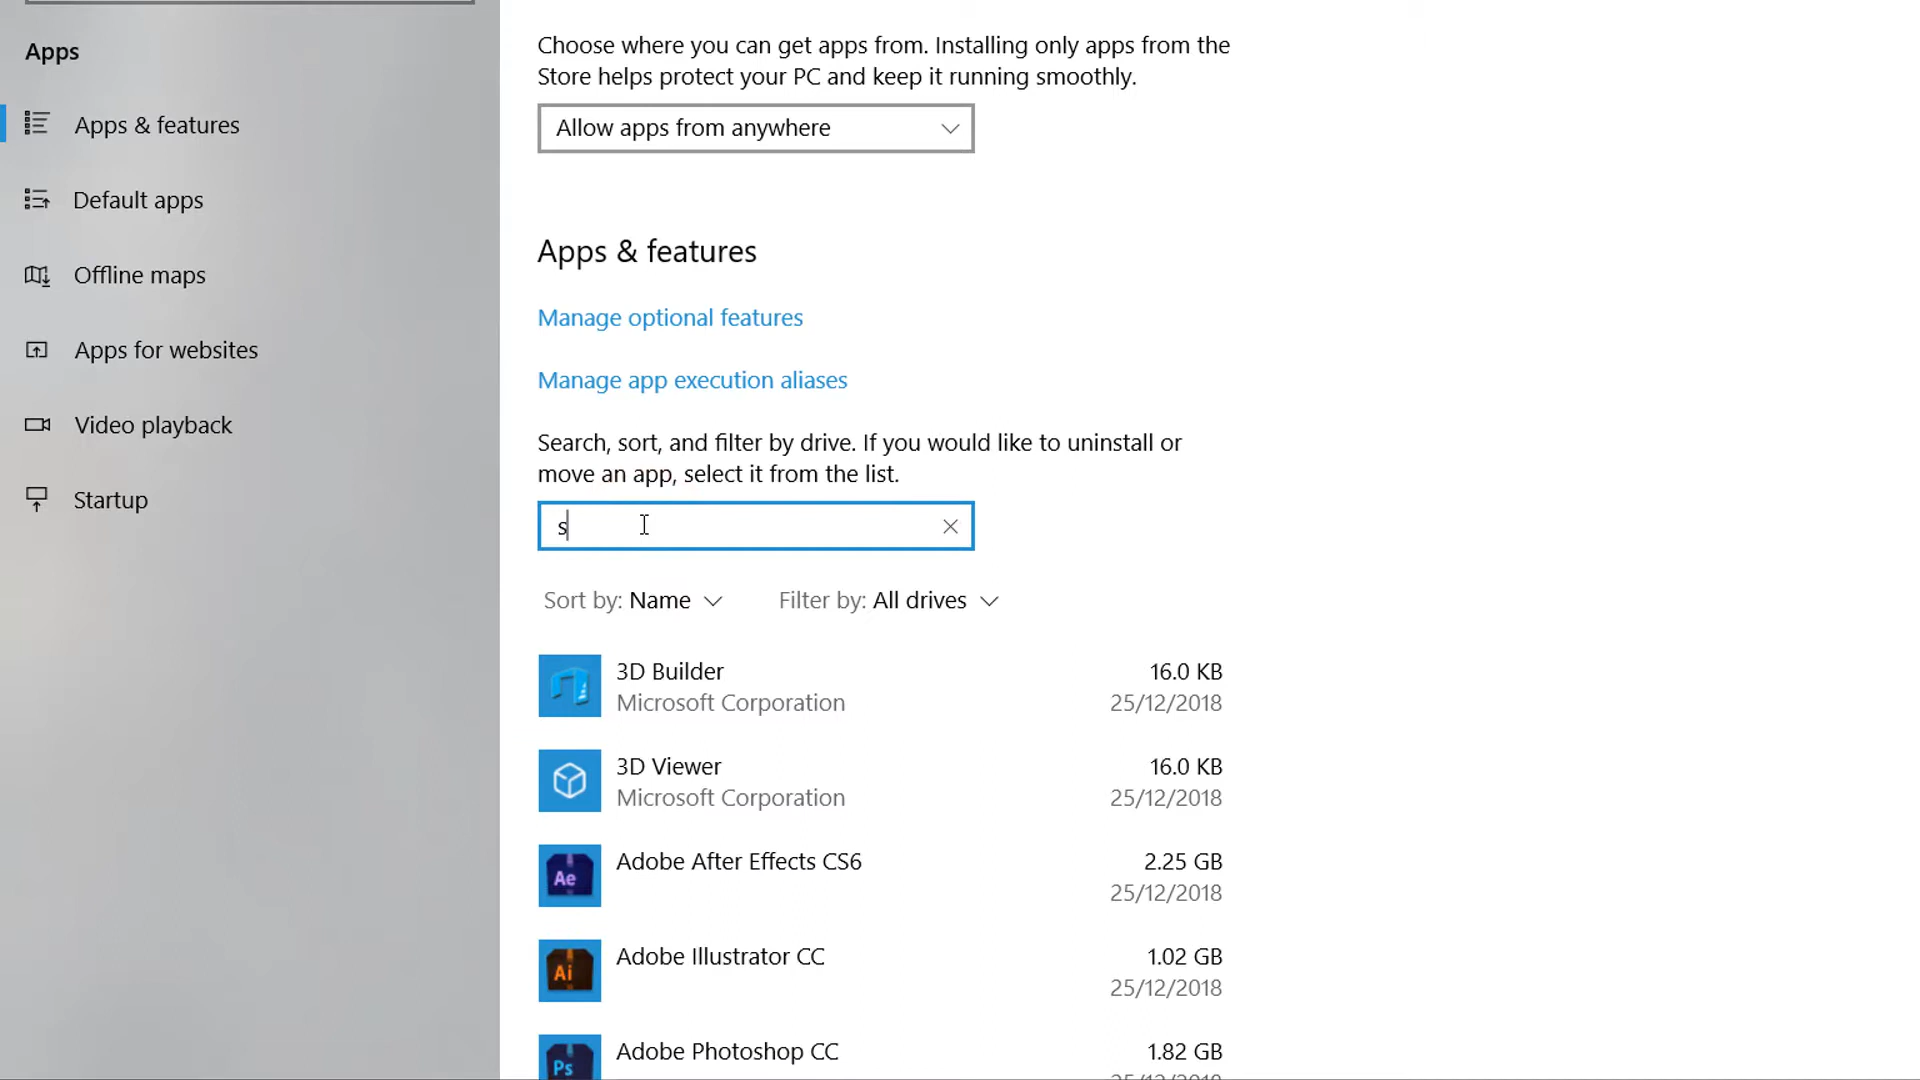 Apps
Apps & features
Default apps
Offline maps
Apps for websites
Video playback
Startup
Choose where you can get apps from. Installing only apps from the
Store helps protect your PC and keep it running smoothly.
Allow apps from anywhere
Apps & features
Manage optional features
Manage app execution aliases
Search, sort, and filter by drive. If you would like to uninstall or
move an app, select it from the list.
s
Sort by: Name Filter by: All drives
3D Builder 16.0 KB
Microsoft Corporation 25/12/2018
3D Viewer 16.0 KB
Microsoft Corporation 25/12/2018
Ae
Adobe After Effects CS6 2.25 GB
25/12/2018
Ai
Adobe Illustrator CC 1.02 GB
25/12/2018
Ps
Adobe Photoshop CC 1.82 GB